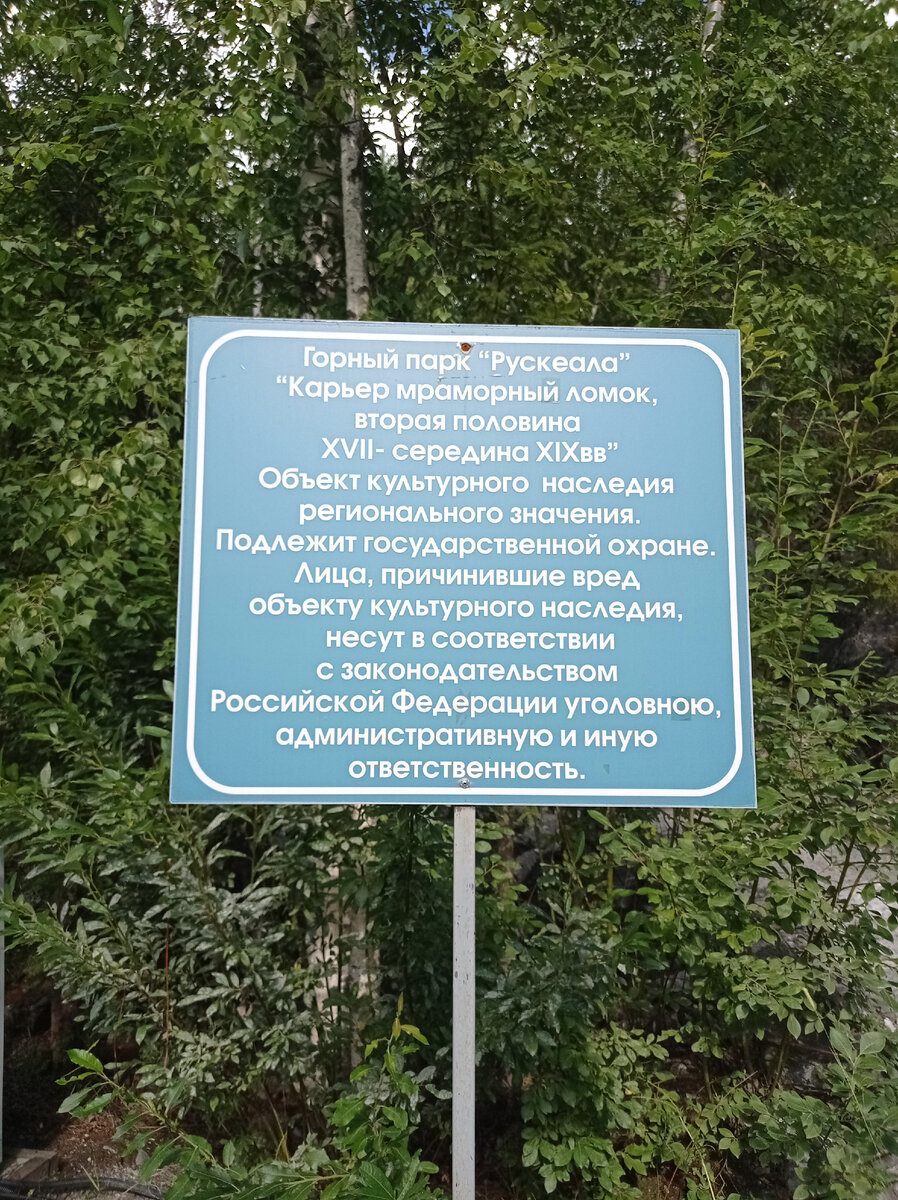 Горный парк “Рускеала”
“Карьер мраморный ломок,
вторая половина
XVII- середина XIXвв”
Объект культурного наследия
регионального значения.
Подлежит государственной охране.
Лица, причинившие вред
объекту культурного наследия,
несут в соответствии
с законодательством
Российской Федерации уголовную,
административную и иную
ответственность.